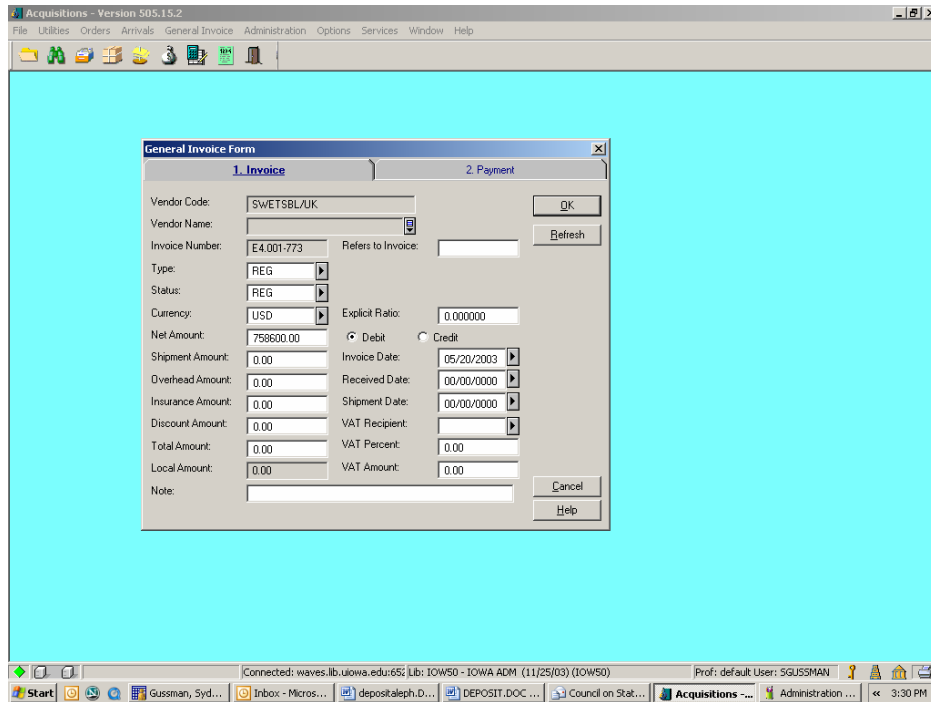 Acquisitions - Version 505.15.2
File Utilities Orders Arrivals General Invoice Administration Options Services Window Help
General Invoice Form
1. Invoice 2. Payment
Vendor Code: SWETSBL/UK OK
Vendor Name:
Refresh
Invoice Number: E4.001-773 Refers to Invoice:
Type: REG
Status: REG
Currency: USD Explicit Ratio: 0.000000
Net Amount: 758600.00 Debit Credit
Shipment Amount: 0.00 Invoice Date: 05/20/2003
Overhead Amount: 0.00 Received Date: 00/00/0000
Insurance Amount: 0.00 Shipment Date: 00/00/0000
Discount Amount: 0.00 VAT Recipient:
Total Amount: 0.00 VAT Percent: 0.00
Local Amount: 0.00 VAT Amount: 0.00
Cancel
Note:
Help
Connected: waves.lib.uiowa.edu:652 Lib: IOW50 - IOWA ADM (11/25/03) (IOW50) Prof: default User: SGUSSMAN
Start Gussman, Syd... Inbox - Micros... depositaleph.D... DEPOSIT.DOC ... Council on Stat... Acquisitions -... Administration ... « 3:30 PM